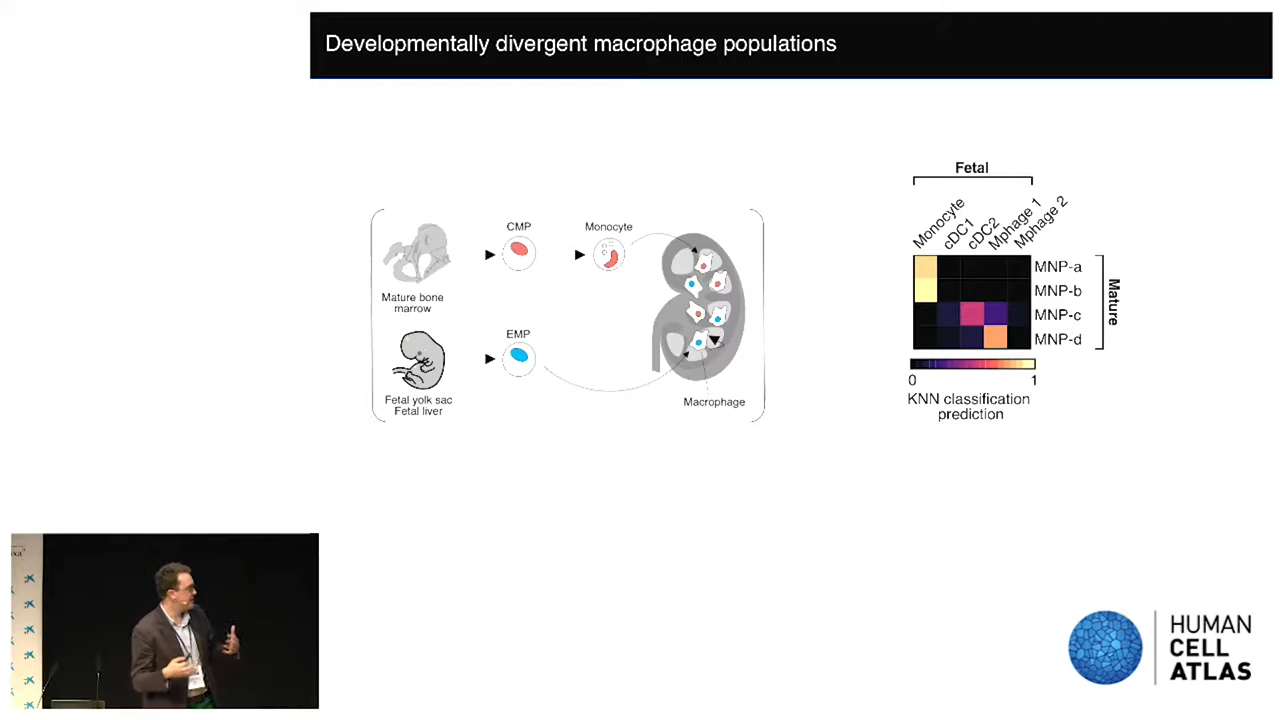 Developmentally divergent macrophage populations
CMP
Monocyte
Mature bone
marrow
EMP
Fetal yolk sac
Fetal liver
Macrophage
Fetal
Monocyte
cDC1
cDC2
Mphage 1
Mphage 2
MNP-a
MNP-b
MNP-c
MNP-d
Mature
0
1
KNN classification
prediction
HUMAN
CELL
ATLAS